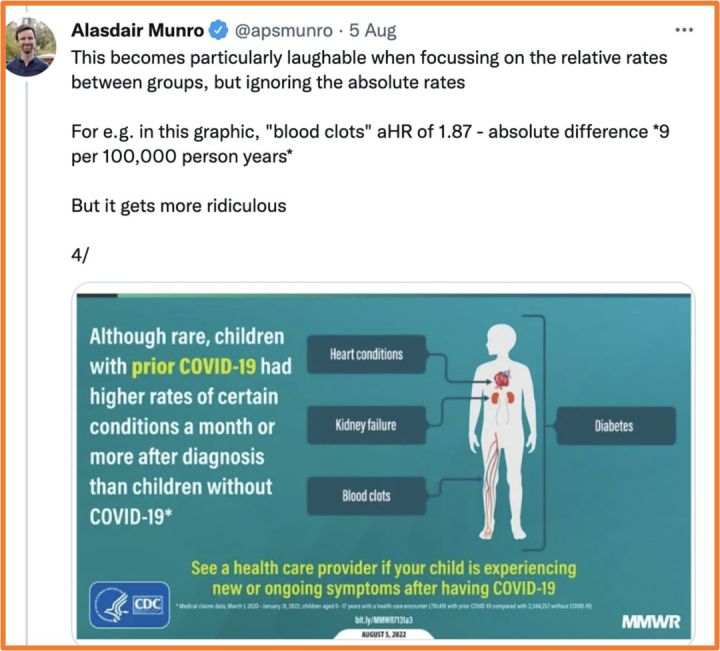 Alasdair Munro @apsmunro · 5 Aug
This becomes particularly laughable when focussing on the relative rates
between groups, but ignoring the absolute rates
For e.g. in this graphic, "blood clots" aHR of 1.87 - absolute difference *9
per 100,000 person years*
But it gets more ridiculous
4/
Although rare, children
with prior COVID-19 had
higher rates of certain
conditions a month or
more after diagnosis
than children without
COVID-19*
Heart conditions
Kidney failure
Blood clots
Diabetes
See a health care provider if your child is experiencing
new or ongoing symptoms after having COVID-19
CDC
* Medical claims data, March 1, 2020–January 31, 2022; children aged 0–17 years with a health care encounter (781,419 with prior COVID-19 compared with 2,344,257 without COVID-19)
bit.ly/MMWR7131a3
AUGUST 5, 2022
MMWR